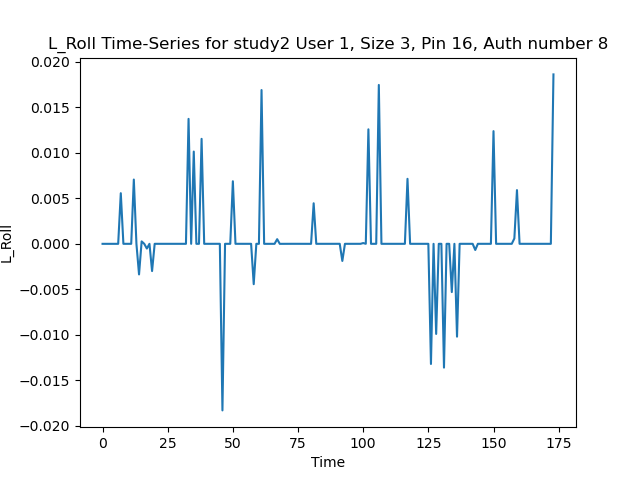 L_Roll Time-Series for study2 User 1, Size 3, Pin 16, Auth number 8
0.020
0.015
0.010
0.005
0.000
−0.005
−0.010
−0.015
−0.020
L_Roll
0 25 50 75 100 125 150 175
Time